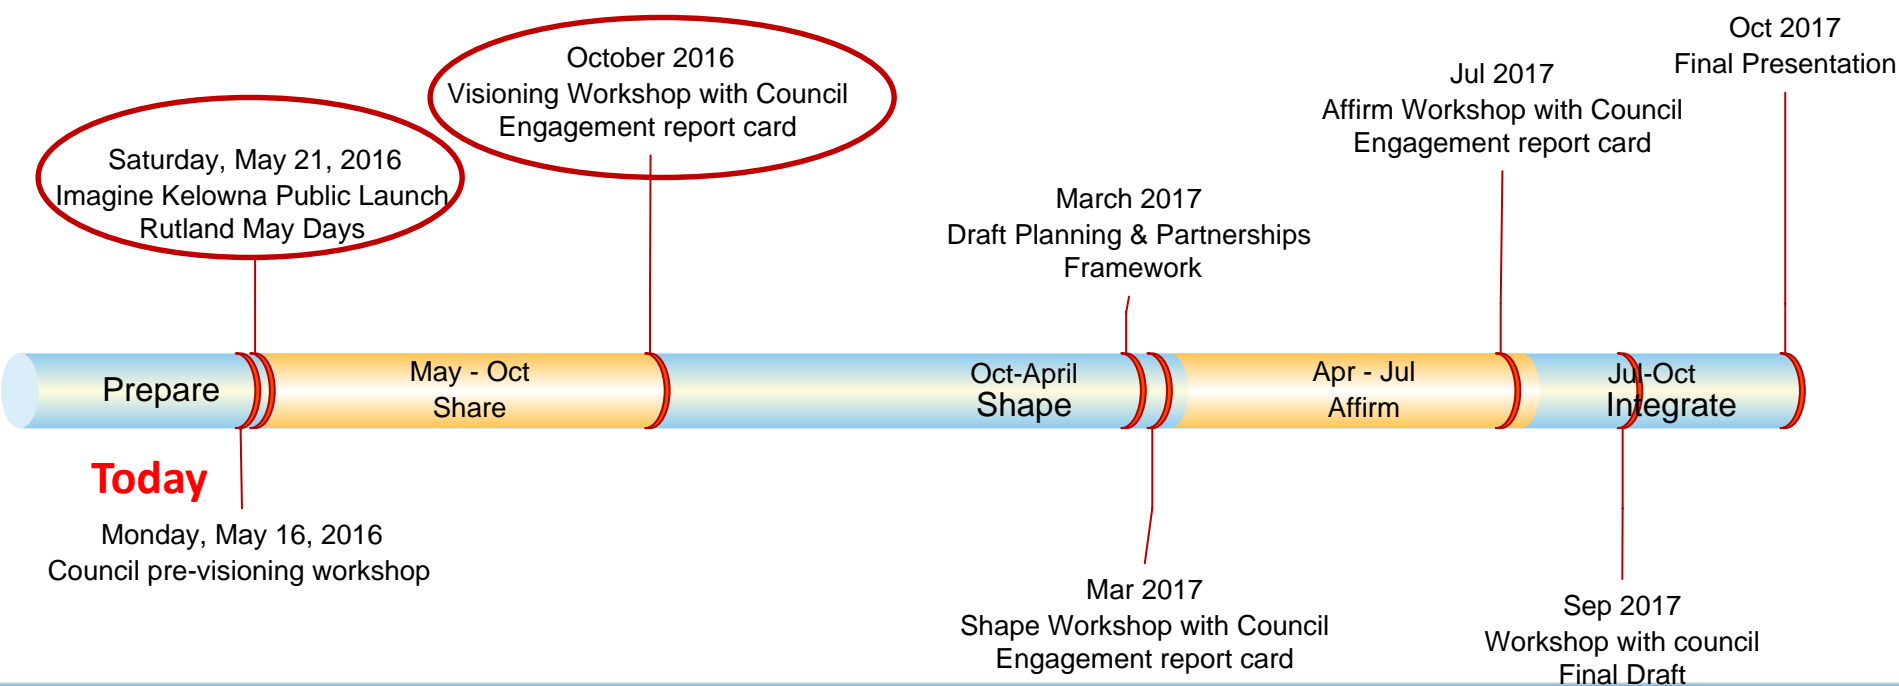 Oct 2017
Final Presentation
October 2016
Visioning Workshop with Council
Engagement report card
Jul 2017
Affirm Workshop with Council
Engagement report card
Saturday, May 21, 2016
Imagine Kelowna Public Launch
Rutland May Days
March 2017
Draft Planning & Partnerships
Framework
Prepare
May - Oct
Share
Oct-April
Shape
Apr - Jul
Affirm
Jul-Oct
Integrate
Today
Monday, May 16, 2016
Council pre-visioning workshop
Mar 2017
Shape Workshop with Council
Engagement report card
Sep 2017
Workshop with council
Final Draft